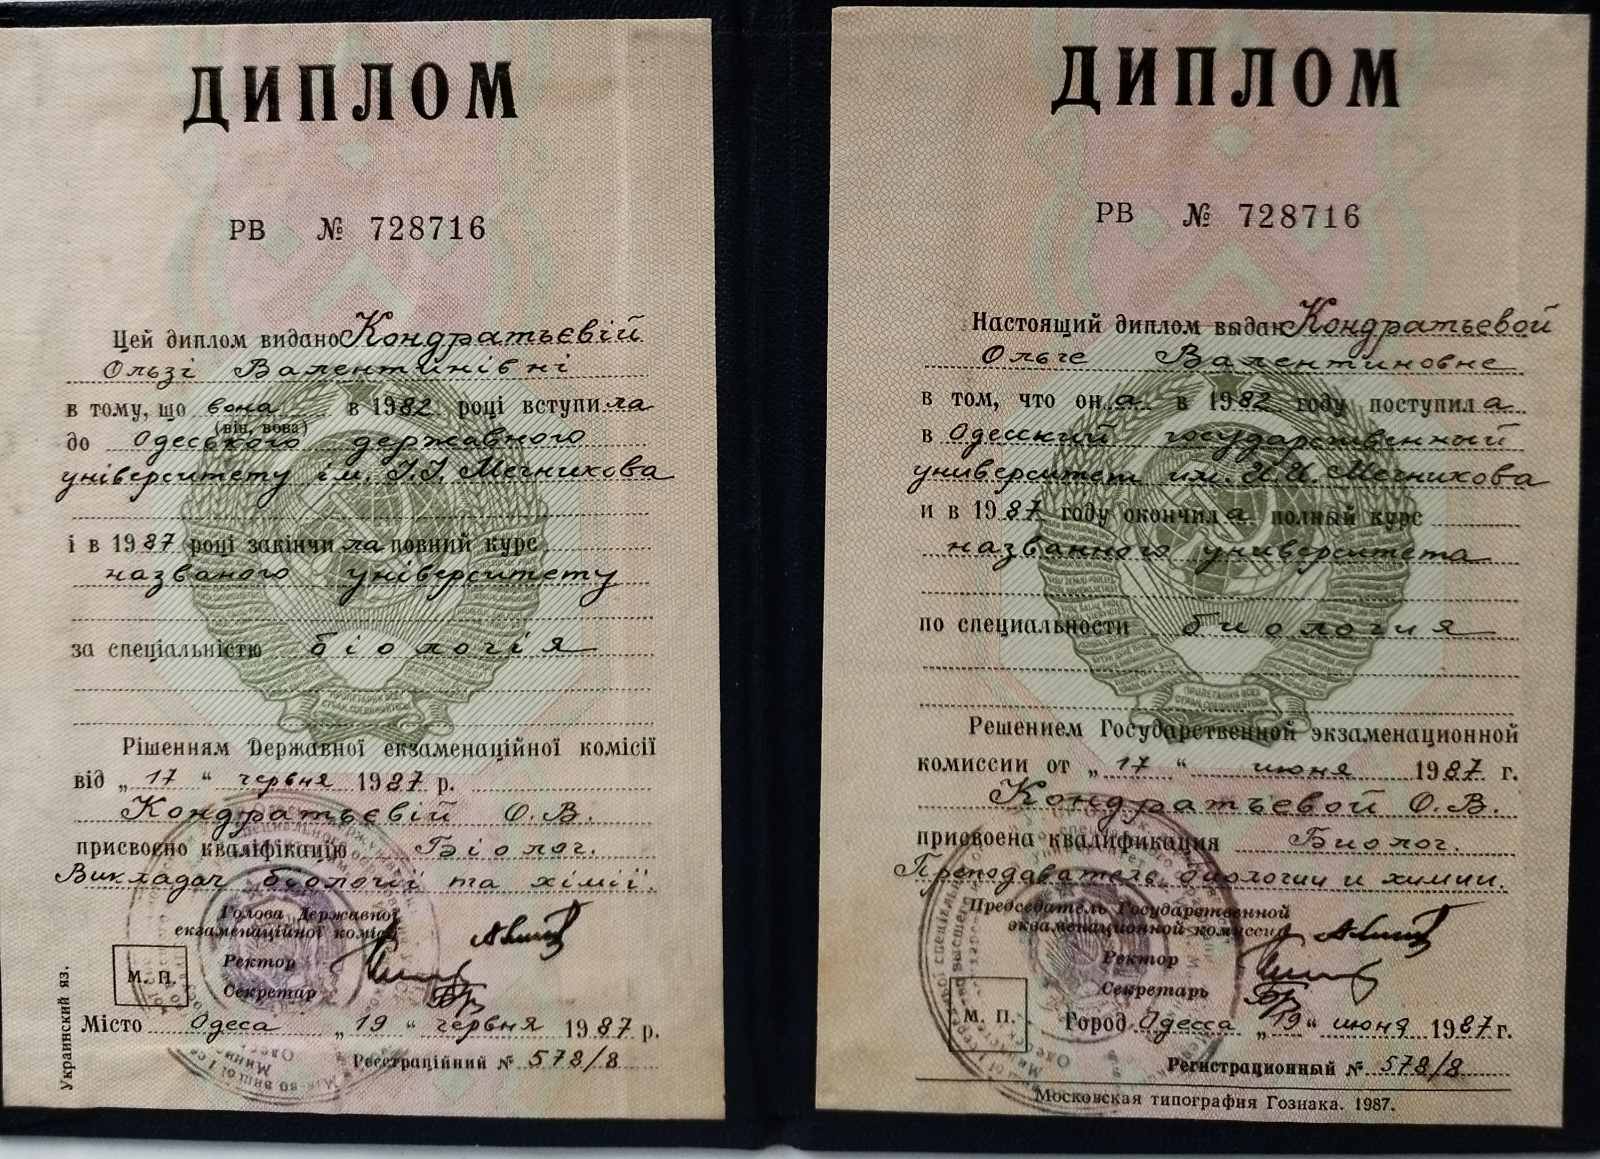 ДИПЛОМ
РВ № 728716
Цей диплом видано Кондратьєвій
Ользі Валентинівні
в тому, що вона в 1982 році вступила
(він, вона)
до Одеського державного
університету ім. І.І. Мечникова
і в 1987 році закінчила повний курс
названого університету
за спеціальністю біологія
Рішенням Державної екзаменаційної комісії
від „17“ червня 1987 р.
Кондратьєвій О.В.
присвоєно кваліфікацію Біолог.
Викладач біології та хімії.
Голова Державної
екзаменаційної комісії
Ректор
Секретар
М. П.
Місто Одеса „19“ червня 1987 р.
Реєстраційний № 578/8
Украинский яз.
ДИПЛОМ
РВ № 728716
Настоящий диплом выдан Кондратьевой
Ольге Валентиновне
в том, что она в 1982 году поступила
в Одесский государственный
университет им. И.И. Мечникова
и в 1987 году окончила полный курс
названного университета
по специальности биология
Решением Государственной экзаменационной
комиссии от „17“ июня 1987 г.
Кондратьевой О.В.
присвоена квалификация Биолог.
Преподаватель биологии и химии.
Председатель Государственной
экзаменационной комиссии
Ректор
Секретарь
М. П.
Город Одесса „19“ июня 1987 г.
Регистрационный № 578/8
Московская типография Гознака. 1987.